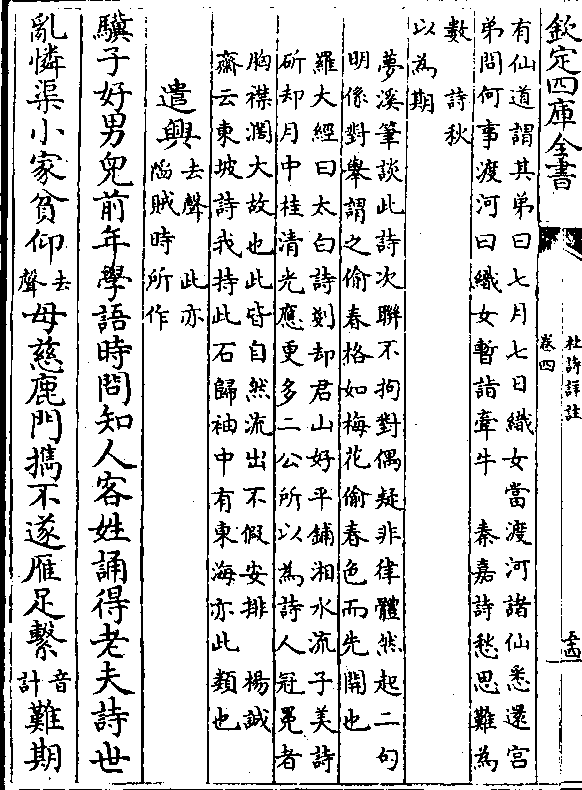 欽定四庫全書
杜詩詳註
卷四
有仙道謂其弟曰七月七日織女當渡河諸仙悉還宮
弟問何事渡河曰織女暫詣牽牛 秦嘉詩愁思難為
數 詩秋
以為期
夢溪筆談此詩次聯不拘對偶疑非律體然起二句
明係對舉謂之偷春格如梅花偷春色而先開也
羅大經曰太白詩剗却君山好平鋪湘水流子美詩
斫却月中桂清光應更多二公所以為詩人冠冕者
胸襟濶大故也此皆自然流出不假安排 楊誠
齋云東坡詩我持此石歸袖中有東海亦此類也
遣興去聲 此亦陷賊時所作
驥子好男兒前年學語時問知人客姓誦得老夫詩世
亂憐渠小家貧仰去聲母慈鹿門攜不遂雁足繫音計難期